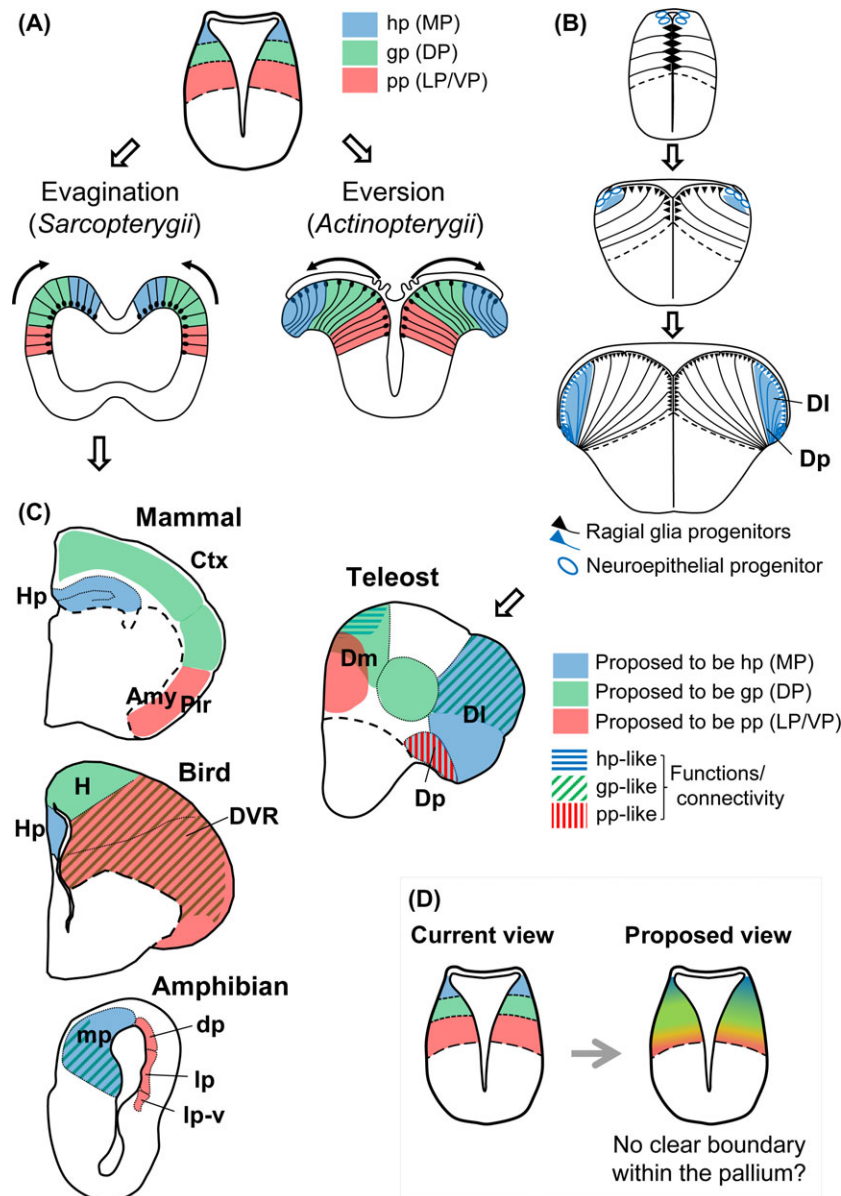 (A)
hp (MP)
gp (DP)
pp (LP/VP)
Evagination
(Sarcopterygii)
Eversion
(Actinopterygii)
(B)
Dl
Dp
Ragial glia progenitors
Neuroepithelial progenitor
(C)
Mammal
Ctx
Hp
Amy
Pir
Bird
H
Hp
DVR
Amphibian
mp
dp
lp
lp-v
Teleost
Dm
Dl
Dp
Proposed to be hp (MP)
Proposed to be gp (DP)
Proposed to be pp (LP/VP)
hp-like
gp-like
pp-like
Functions/
connectivity
(D)
Current view
Proposed view
No clear boundary
within the pallium?